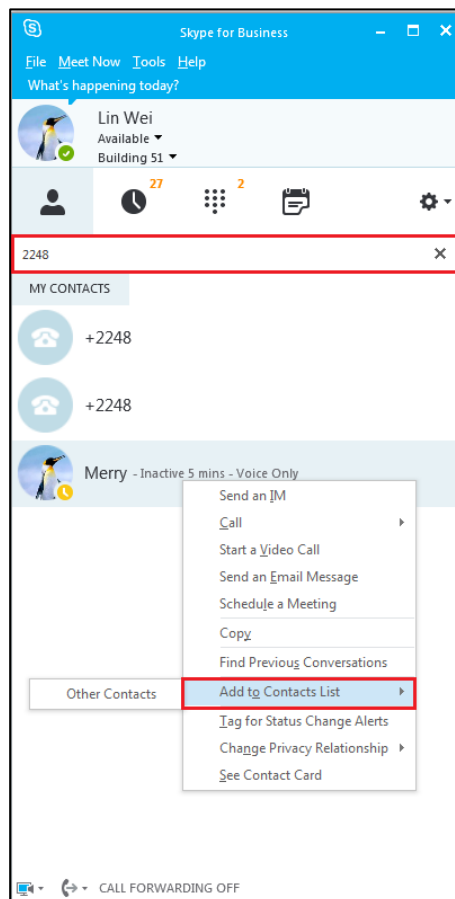 Skype for Business
File Meet Now Tools Help
What's happening today?
Lin Wei
Available
Building 51
27 2
2248
MY CONTACTS
+2248
+2248
Merry - Inactive 5 mins - Voice Only
Send an IM
Call
Start a Video Call
Send an Email Message
Schedule a Meeting
Copy
Find Previous Conversations
Other Contacts Add to Contacts List
Tag for Status Change Alerts
Change Privacy Relationship
See Contact Card
CALL FORWARDING OFF